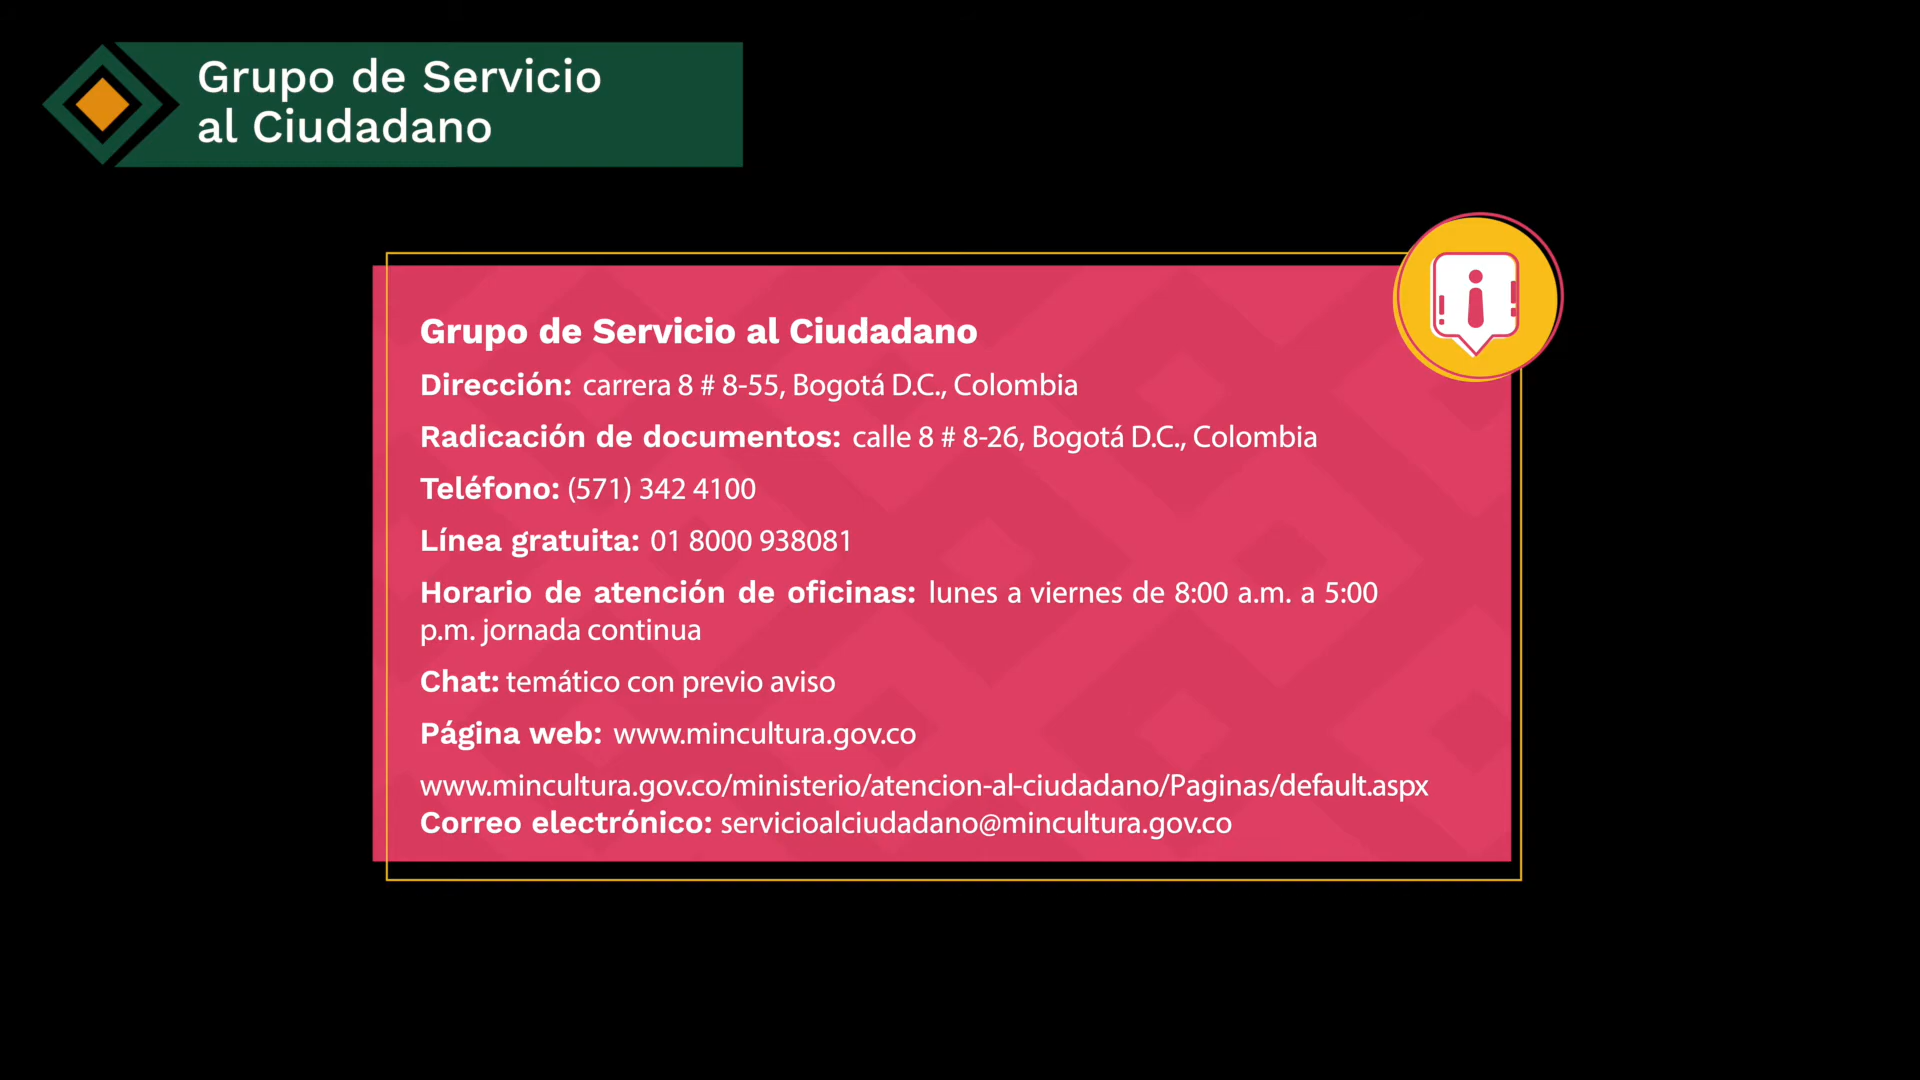 Grupo de Servicio
al Ciudadano
Grupo de Servicio al Ciudadano
Dirección: carrera 8 # 8-55, Bogotá D.C., Colombia
Radicación de documentos: calle 8 # 8-26, Bogotá D.C., Colombia
Teléfono: (571) 342 4100
Línea gratuita: 01 8000 938081
Horario de atención de oficinas: lunes a viernes de 8:00 a.m. a 5:00
p.m. jornada continua
Chat: temático con previo aviso
Página web: www.mincultura.gov.co
www.mincultura.gov.co/ministerio/atencion-al-ciudadano/Paginas/default.aspx
Correo electrónico: servicioalciudadano@mincultura.gov.co